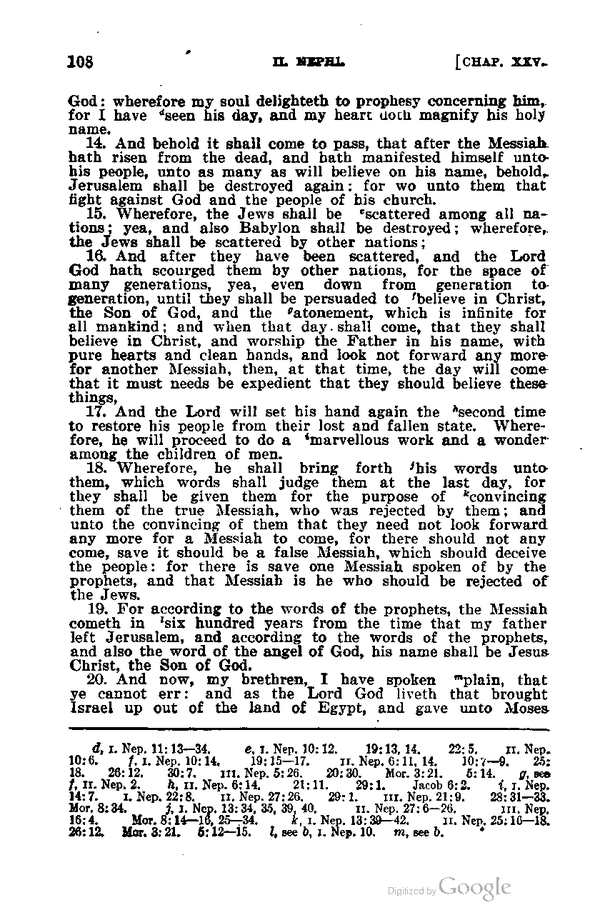 108 II. NEPHI. [CHAP. XXV.
God: wherefore my soul delighteth to prophesy concerning him,
for I have ᵈseen his day, and my heart doth magnify his holy
name.
14. And behold it shall come to pass, that after the Messiah
hath risen from the dead, and hath manifested himself unto
his people, unto as many as will believe on his name, behold,
Jerusalem shall be destroyed again: for wo unto them that
fight against God and the people of his church.
15. Wherefore, the Jews shall be ᵉscattered among all na-
tions; yea, and also Babylon shall be destroyed; wherefore,
the Jews shall be scattered by other nations;
16. And after they have been scattered, and the Lord
God hath scourged them by other nations, for the space of
many generations, yea, even down from generation to
generation, until they shall be persuaded to ᶠbelieve in Christ,
the Son of God, and the ᵍatonement, which is infinite for
all mankind; and when that day shall come, that they shall
believe in Christ, and worship the Father in his name, with
pure hearts and clean hands, and look not forward any more
for another Messiah, then, at that time, the day will come
that it must needs be expedient that they should believe these
things,
17. And the Lord will set his hand again the ʰsecond time
to restore his people from their lost and fallen state. Where-
fore, he will proceed to do a ⁱmarvellous work and a wonder
among the children of men.
18. Wherefore, he shall bring forth ʲhis words unto
them, which words shall judge them at the last day, for
they shall be given them for the purpose of ᵏconvincing
them of the true Messiah, who was rejected by them; and
unto the convincing of them that they need not look forward
any more for a Messiah to come, for there should not any
come, save it should be a false Messiah, which should deceive
the people: for there is save one Messiah spoken of by the
prophets, and that Messiah is he who should be rejected of
the Jews.
19. For according to the words of the prophets, the Messiah
cometh in ˡsix hundred years from the time that my father
left Jerusalem, and according to the words of the prophets,
and also the word of the angel of God, his name shall be Jesus
Christ, the Son of God.
20. And now, my brethren, I have spoken ᵐplain, that
ye cannot err: and as the Lord God liveth that brought
Israel up out of the land of Egypt, and gave unto Moses
d, I. Nep. 11:13—34. e, I. Nep. 10:12. 19:13, 14. 22:5. II. Nep.
10:6. f, I. Nep. 10:14. 19:15—17. II. Nep. 6:11, 14. 10:7—9. 25:
18. 26:12. 30:7. III. Nep. 5:26. 20:30. Mor. 3:21. 5:14. g, see
f, II. Nep. 2. h, II. Nep. 6:14. 21:11. 29:1. Jacob 6:2. i, I. Nep.
14:7. I. Nep. 22:8. II. Nep. 27:26. 29:1. III. Nep. 21:9. 28:31—33.
Mor. 8:34. j, I. Nep. 13:34, 35, 39, 40. II. Nep. 27:6—26. III. Nep.
16:4. Mor. 8:14—16, 25—34. k, I. Nep. 13:39—42. II. Nep. 25:16—18.
26:12. Mor. 3:21. 5:12—15. l, see b, I. Nep. 10. m, see b.
Digitized by Google